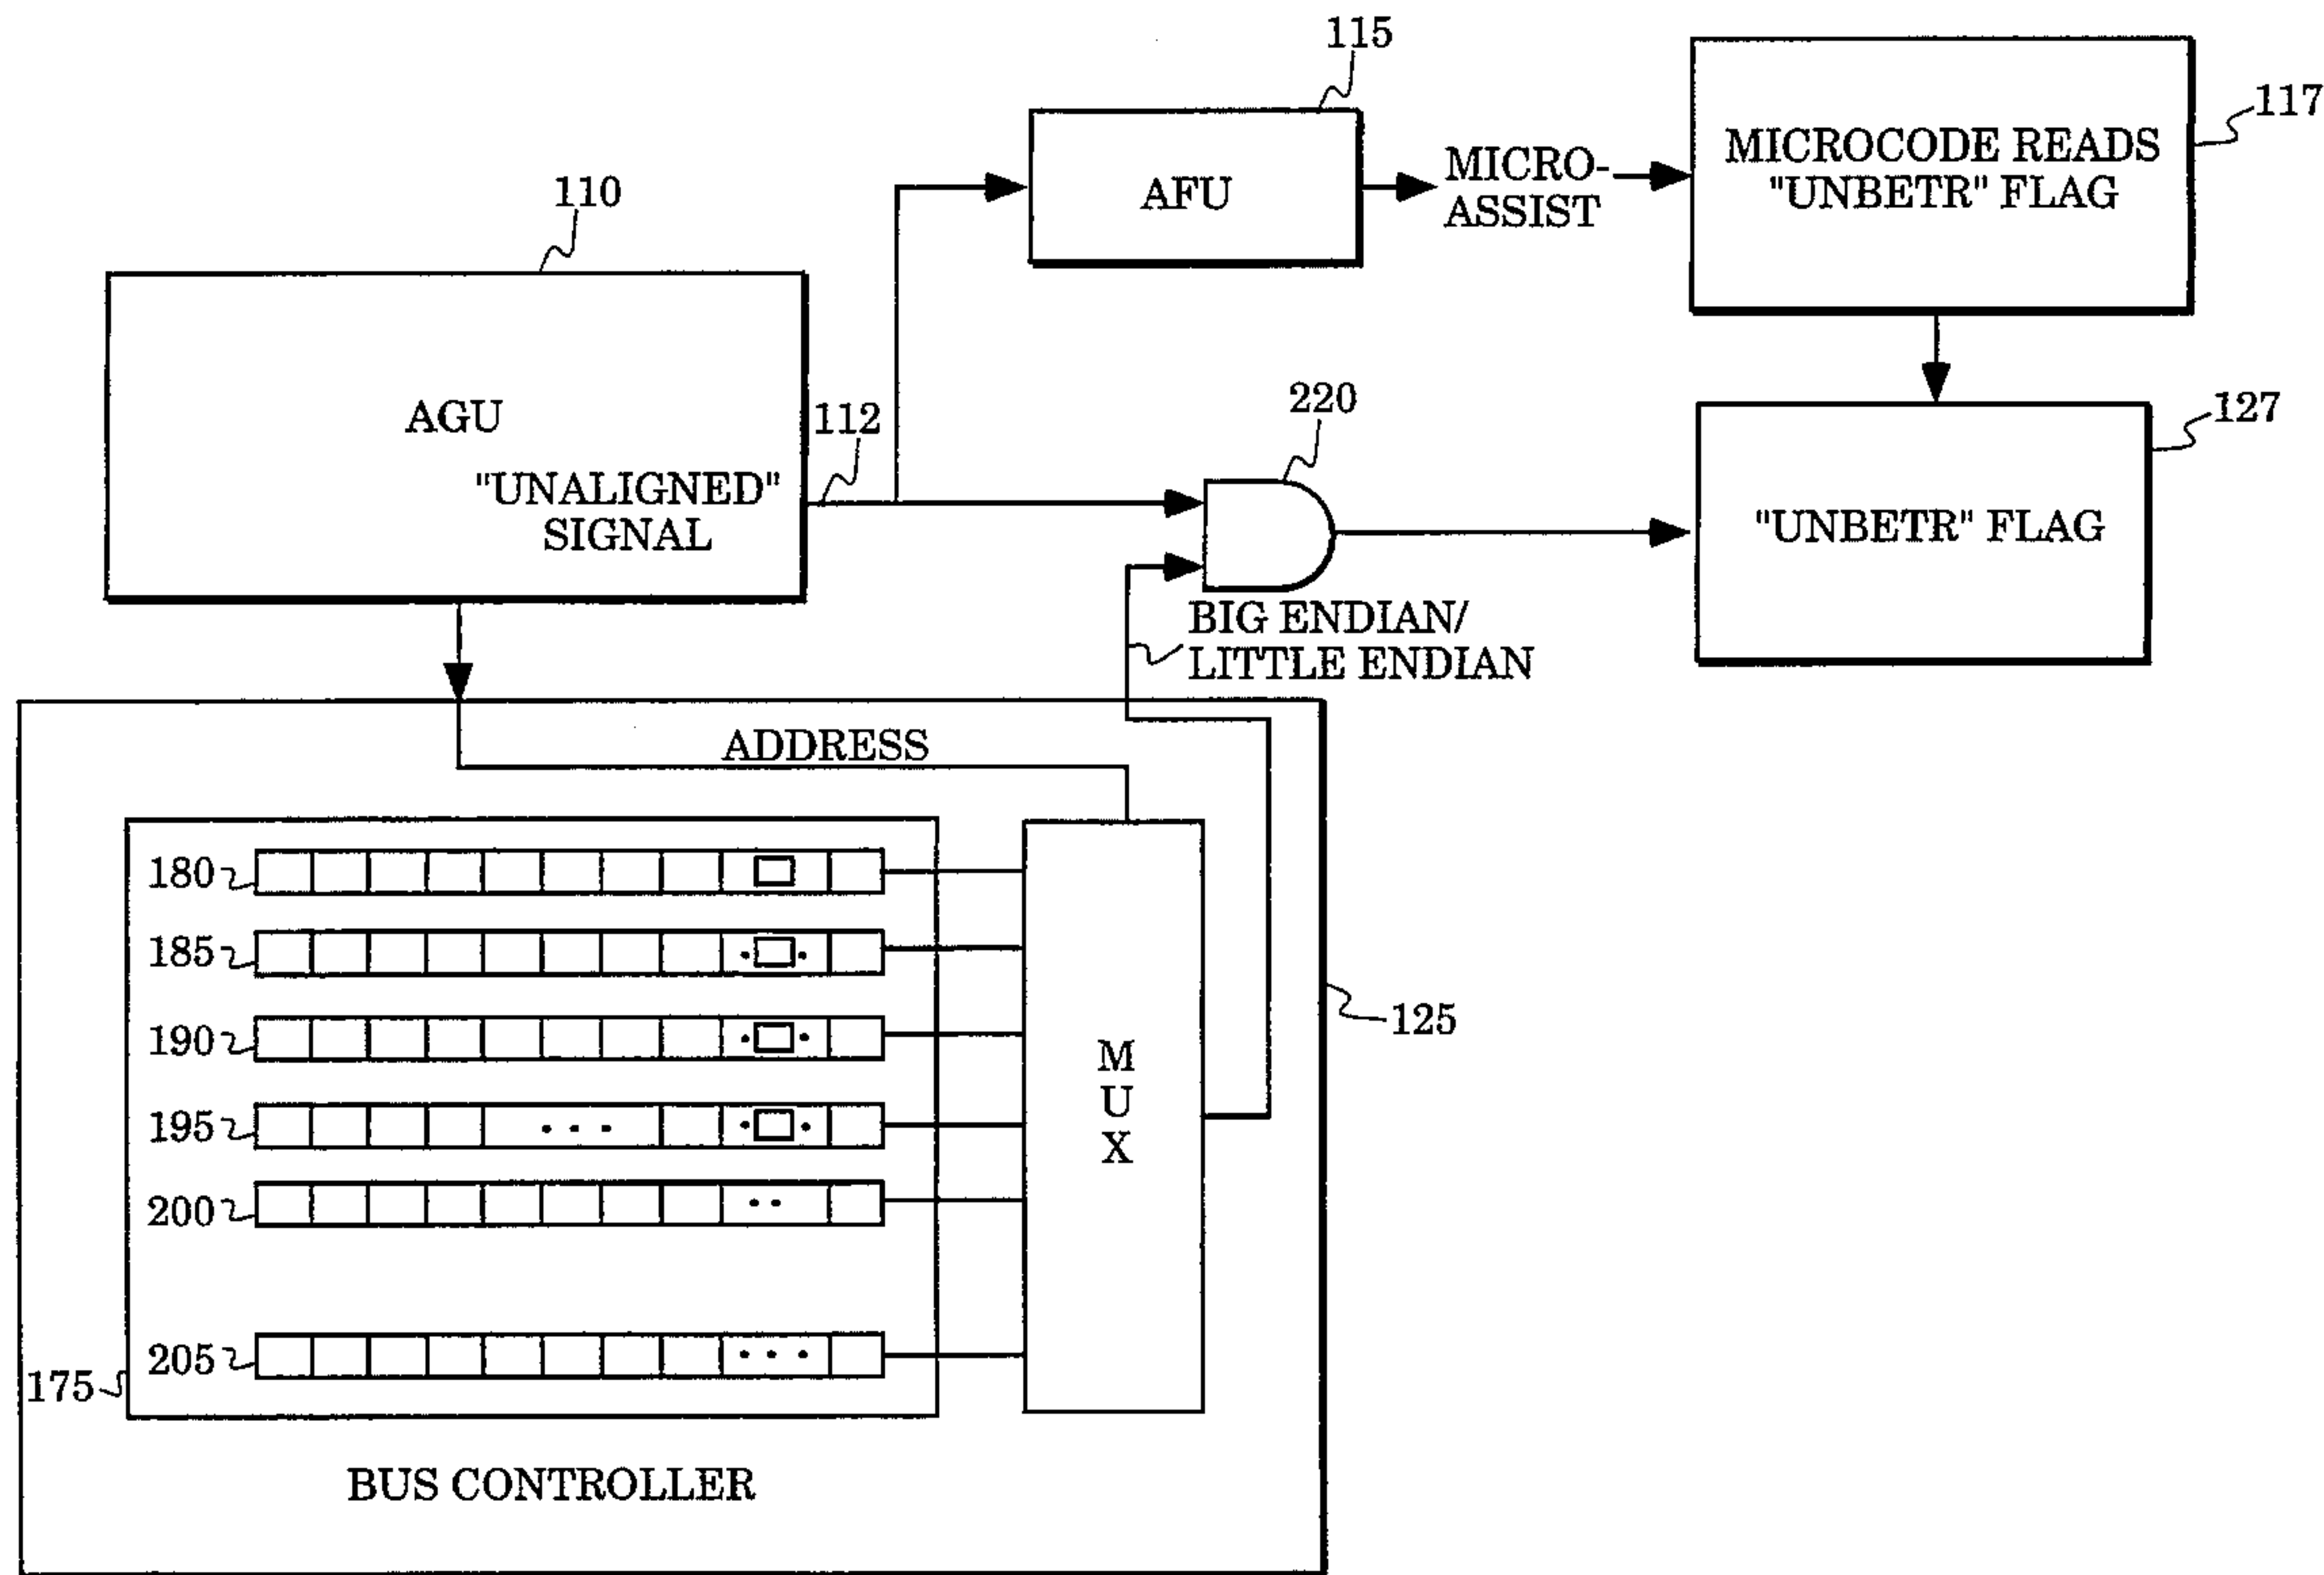 115
117
MICROCODE READS
"UNBETR" FLAG
AFU
MICRO-
ASSIST
110
AGU
112
"UNALIGNED"
SIGNAL
220
127
"UNBETR" FLAG
BIG ENDIAN/
LITTLE ENDIAN
ADDRESS
180
185
190
195
200
205
175
M
U
X
125
BUS CONTROLLER